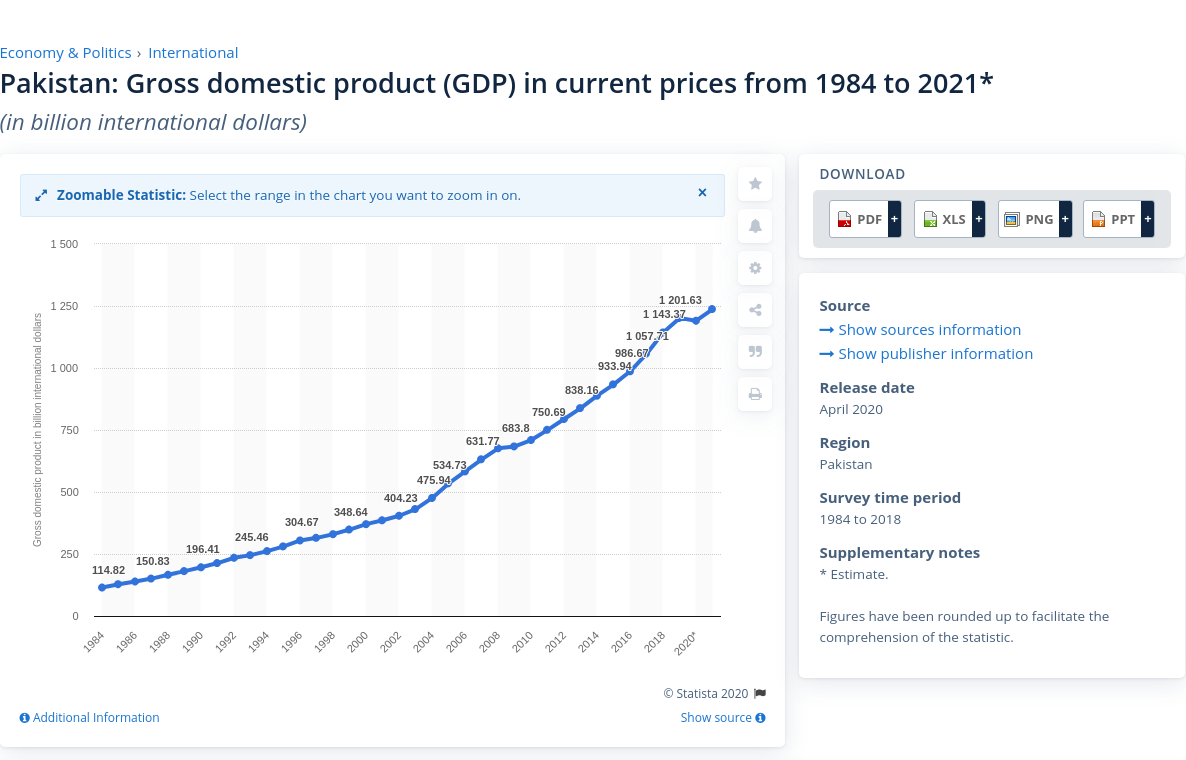 Economy & Politics › International
Pakistan: Gross domestic product (GDP) in current prices from 1984 to 2021*
(in billion international dollars)
Zoomable Statistic: Select the range in the chart you want to zoom in on. ×
Gross domestic product in billion international dollars
1 500
1 250
1 000
750
500
250
0
114.82
150.83
196.41
245.46
304.67
348.64
404.23
475.94
534.73
631.77
683.8
750.69
838.16
933.94
986.67
1 057.71
1 143.37
1 201.63
1984
1986
1988
1990
1992
1994
1996
1998
2000
2002
2004
2006
2008
2010
2012
2014
2016
2018
2020*
© Statista 2020
Additional Information
Show source
DOWNLOAD
PDF + XLS + PNG + PPT +
Source
Show sources information
Show publisher information
Release date
April 2020
Region
Pakistan
Survey time period
1984 to 2018
Supplementary notes
* Estimate.
Figures have been rounded up to facilitate the
comprehension of the statistic.